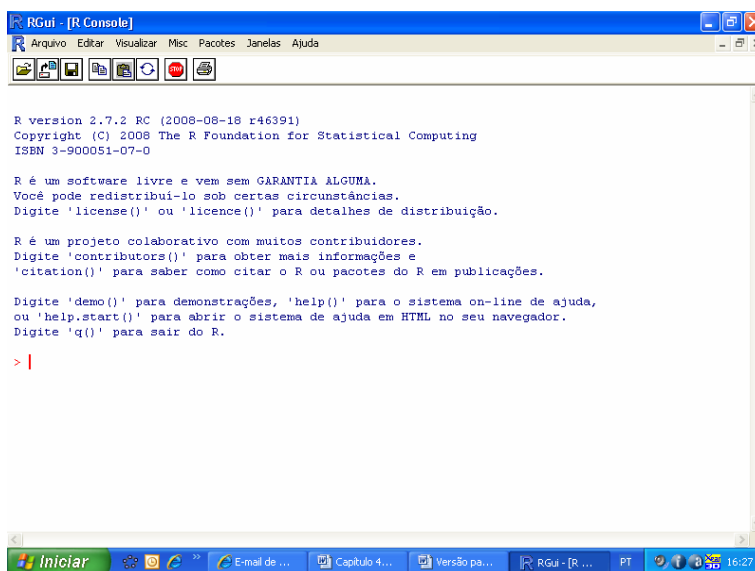 RGui - [R Console]
Arquivo Editar Visualizar Misc Pacotes Janelas Ajuda
STOP
R version 2.7.2 RC (2008-08-18 r46391)
Copyright (C) 2008 The R Foundation for Statistical Computing
ISBN 3-900051-07-0
R é um software livre e vem sem GARANTIA ALGUMA.
Você pode redistribuí-lo sob certas circunstâncias.
Digite 'license()' ou 'licence()' para detalhes de distribuição.
R é um projeto colaborativo com muitos contribuidores.
Digite 'contributors()' para obter mais informações e
'citation()' para saber como citar o R ou pacotes do R em publicações.
Digite 'demo()' para demonstrações, 'help()' para o sistema on-line de ajuda,
ou 'help.start()' para abrir o sistema de ajuda em HTML no seu navegador.
Digite 'q()' para sair do R.
>
Iniciar » E-mail de ... Capítulo 4... Versão pa... RGui - [R ... PT 16:27